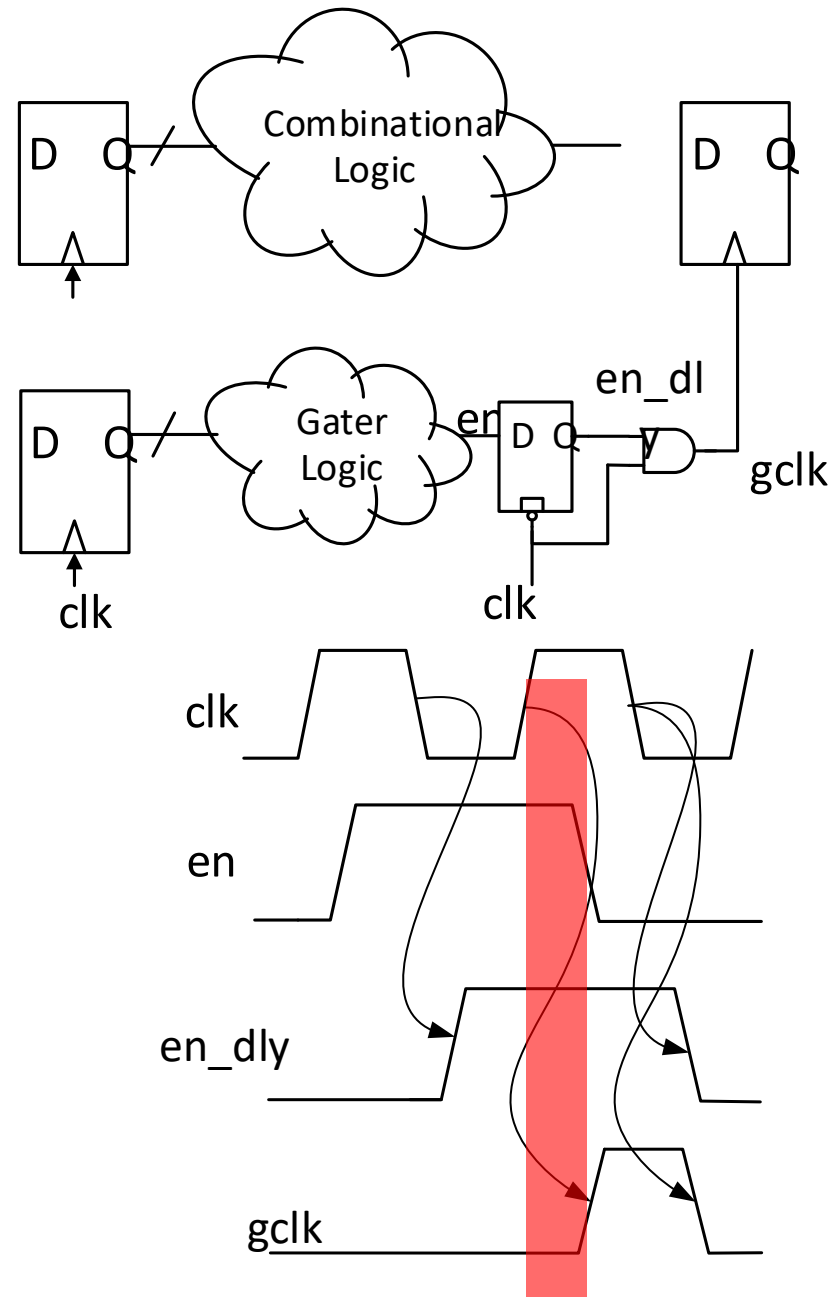 D Q
Combinational
Logic
D Q
D Q
Gater
Logic
en
D Q
en_dl
y
gclk
clk
clk
clk
en
en_dly
gclk